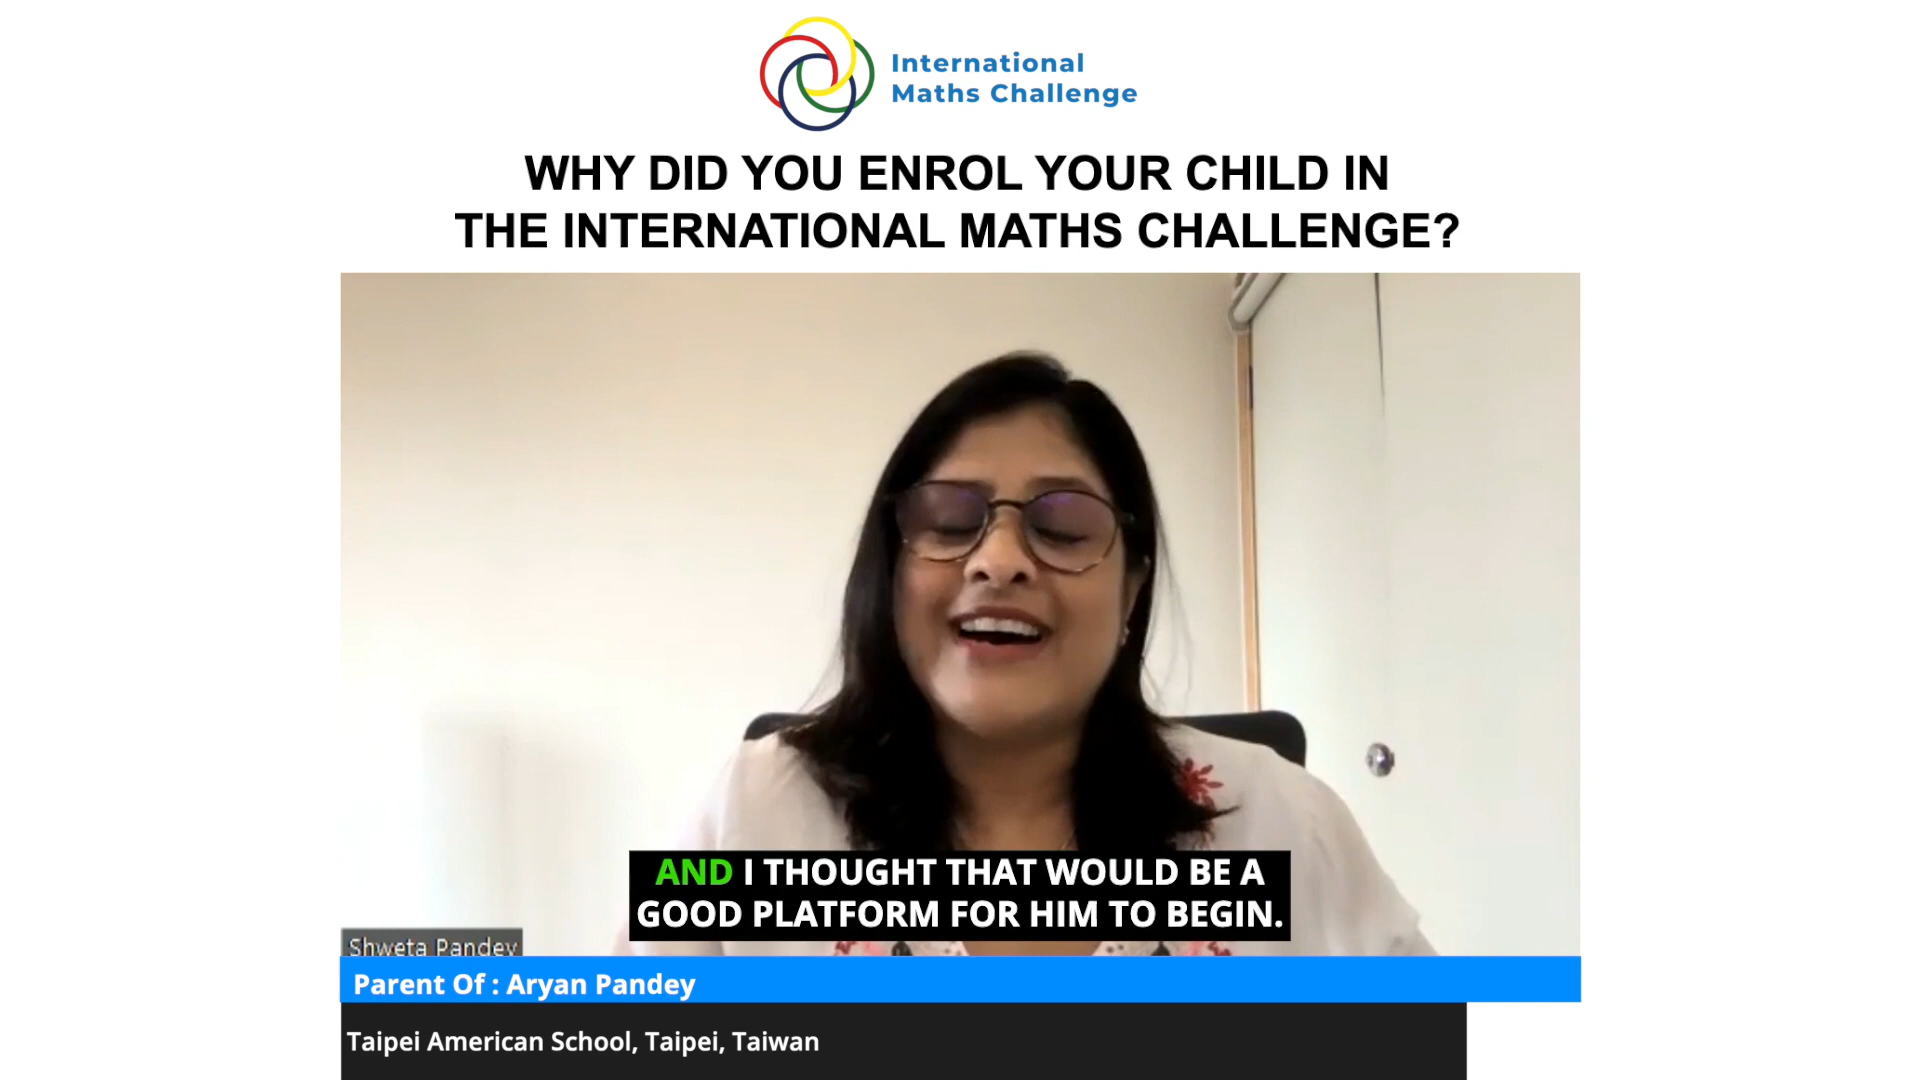 International
Maths Challenge
WHY DID YOU ENROL YOUR CHILD IN
THE INTERNATIONAL MATHS CHALLENGE?
AND I THOUGHT THAT WOULD BE A
GOOD PLATFORM FOR HIM TO BEGIN.
Shweta Pandey
Parent Of : Aryan Pandey
Taipei American School, Taipei, Taiwan